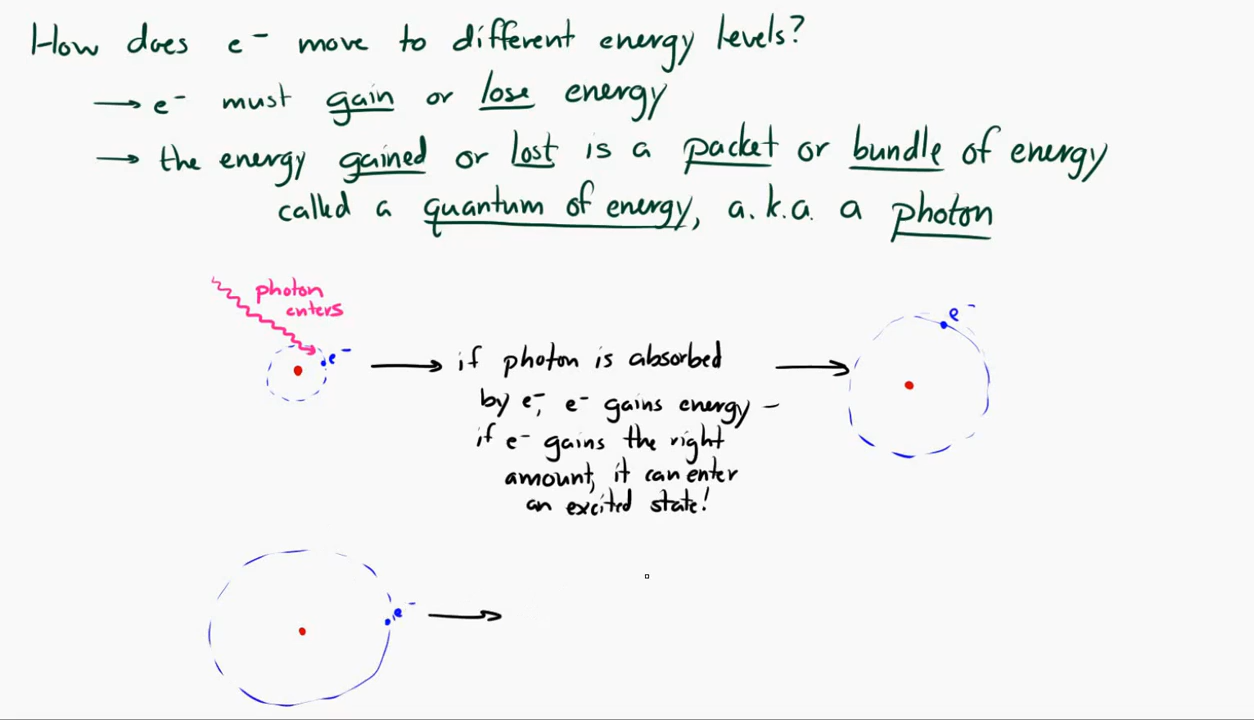 How does e⁻ move to different energy levels?
→ e⁻ must gain or lose energy
→ the energy gained or lost is a packet or bundle of energy
called a quantum of energy, a.k.a. a photon
photon
enters
e⁻
→ if photon is absorbed →
by e⁻, e⁻ gains energy –
if e⁻ gains the right
amount, it can enter
an excited state!
e⁻
e⁻ →